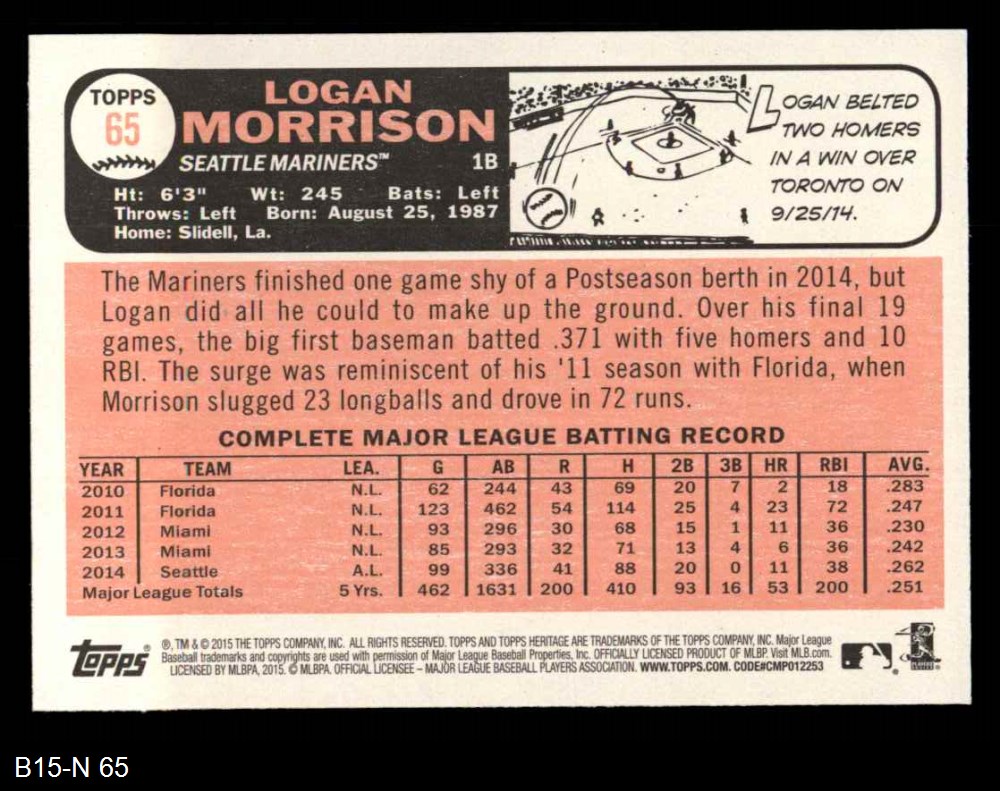 TOPPS
65
LOGAN
MORRISON
SEATTLE MARINERS™ 1B
Ht: 6'3" Wt: 245 Bats: Left
Throws: Left Born: August 25, 1987
Home: Slidell, La.
LOGAN BELTED
TWO HOMERS
IN A WIN OVER
TORONTO ON
9/25/14.
The Mariners finished one game shy of a Postseason berth in 2014, but
Logan did all he could to make up the ground. Over his final 19
games, the big first baseman batted .371 with five homers and 10
RBI. The surge was reminiscent of his '11 season with Florida, when
Morrison slugged 23 longballs and drove in 72 runs.
COMPLETE MAJOR LEAGUE BATTING RECORD
YEAR TEAM LEA. G AB R H 2B 3B HR RBI AVG.
2010 Florida N.L. 62 244 43 69 20 7 2 18 .283
2011 Florida N.L. 123 462 54 114 25 4 23 72 .247
2012 Miami N.L. 93 296 30 68 15 1 11 36 .230
2013 Miami N.L. 85 293 32 71 13 4 6 36 .242
2014 Seattle A.L. 99 336 41 88 20 0 11 38 .262
Major League Totals 5 Yrs. 462 1631 200 410 93 16 53 200 .251
topps
®, TM & © 2015 THE TOPPS COMPANY, INC. ALL RIGHTS RESERVED. TOPPS AND TOPPS HERITAGE ARE TRADEMARKS OF THE TOPPS COMPANY, INC. Major League
Baseball trademarks and copyrights are used with permission of Major League Baseball Properties, Inc. OFFICIALLY LICENSED PRODUCT OF MLBP. Visit MLB.com.
LICENSED BY MLBPA, 2015. © MLBPA. OFFICIAL LICENSEE – MAJOR LEAGUE BASEBALL PLAYERS ASSOCIATION. WWW.TOPPS.COM. CODE#CMP012253
B15-N 65